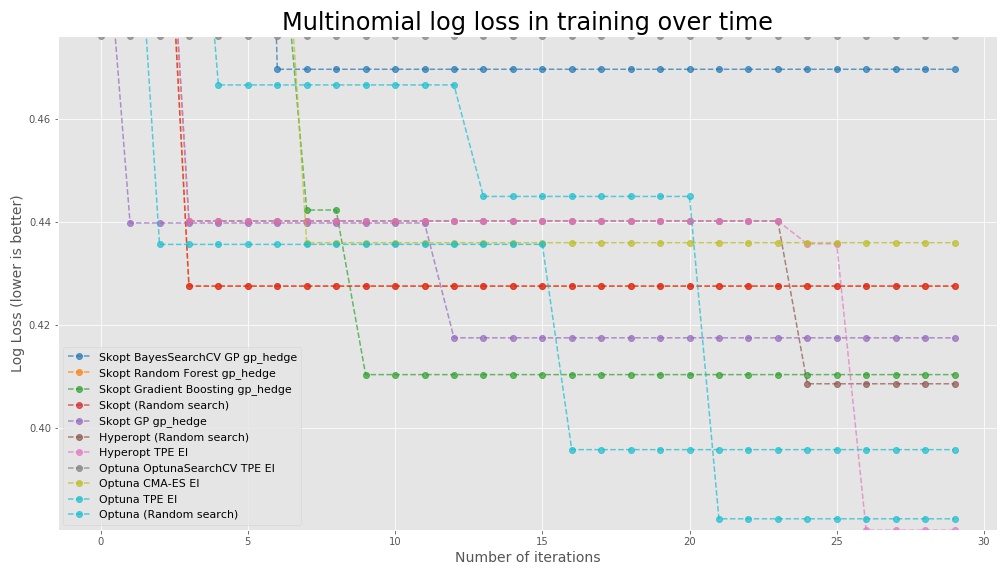 Multinomial log loss in training over time
Log Loss (lower is better)
0.46
0.44
0.42
0.40
Skopt BayesSearchCV GP gp_hedge
Skopt Random Forest gp_hedge
Skopt Gradient Boosting gp_hedge
Skopt (Random search)
Skopt GP gp_hedge
Hyperopt (Random search)
Hyperopt TPE EI
Optuna OptunaSearchCV TPE EI
Optuna CMA-ES EI
Optuna TPE EI
Optuna (Random search)
0 5 10 15 20 25 30
Number of iterations